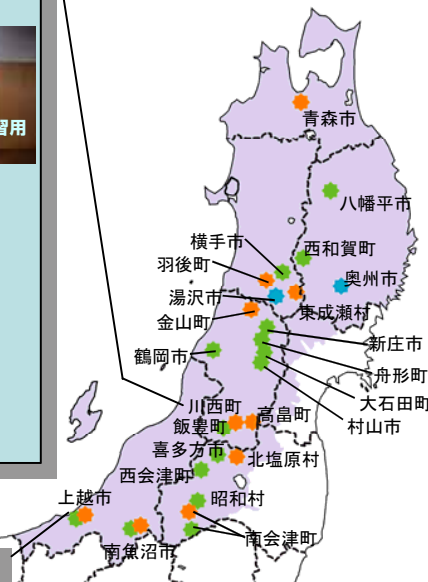 習用
青森市
八幡平市
横手市
西和賀町
羽後町
奥州市
湯沢市
東成瀬村
金山町
新庄市
鶴岡市
舟形町
大石田町
川西町
高畠町
村山市
飯豊町
喜多方市
北塩原村
西会津町
上越市
昭和村
南会津町
南魚沼市